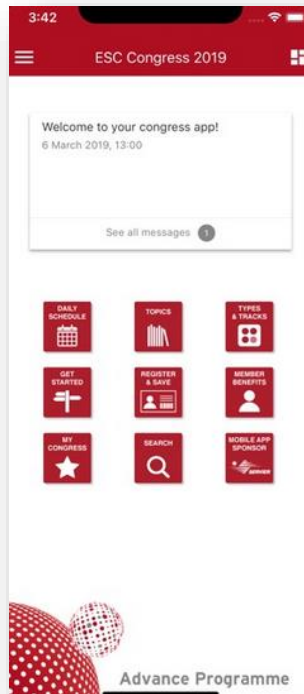 3:42
ESC Congress 2019
Welcome to your congress app!
6 March 2019, 13:00
See all messages 1
DAILY
SCHEDULE
TOPICS
TYPES
& TRACKS
GET
STARTED
REGISTER
& SAVE
MEMBER
BENEFITS
MY
CONGRESS
SEARCH
MOBILE APP
SPONSOR
SERVIER
Advance Programme